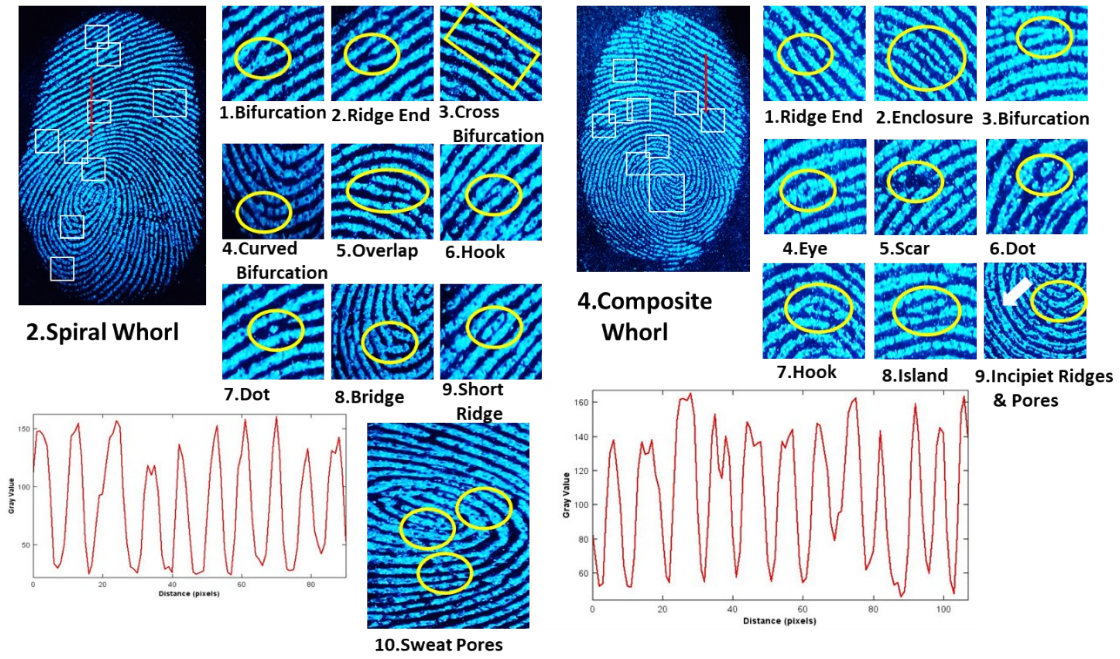 1.Bifurcation
2.Ridge End
3.Cross
Bifurcation
4.Curved
Bifurcation
5.Overlap
6.Hook
2.Spiral Whorl
7.Dot
8.Bridge
9.Short
Ridge
150
100
50
Gray Value
0
20
40
60
80
Distance (pixels)
10.Sweat Pores
1.Ridge End
2.Enclosure
3.Bifurcation
4.Eye
5.Scar
6.Dot
4.Composite
Whorl
7.Hook
8.Island
9.Incipiet Ridges
& Pores
160
140
120
100
80
60
Gray Value
0
20
40
60
80
100
Distance (pixels)